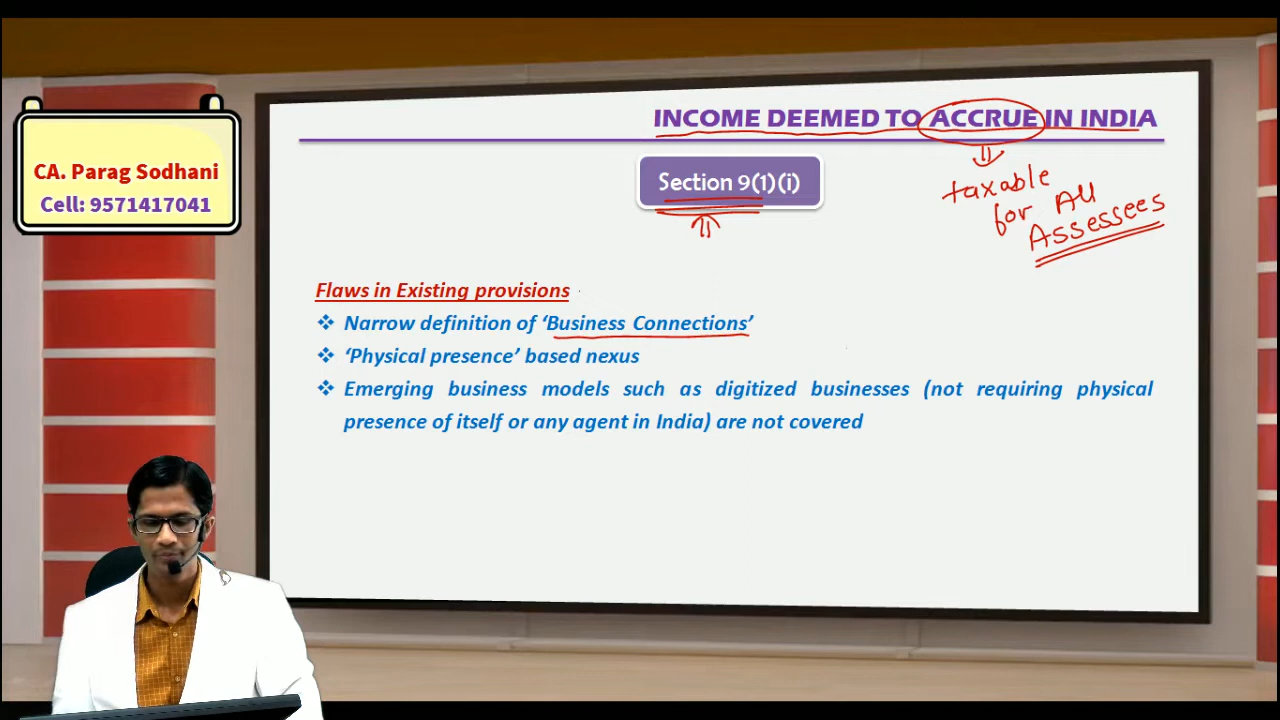 CA. Parag Sodhani
Cell: 9571417041
INCOME DEEMED TO ACCRUE IN INDIA
Section 9(1)(i)
taxable
for All
Assessees
Flaws in Existing provisions
❖ Narrow definition of ‘Business Connections’
❖ ‘Physical presence’ based nexus
❖ Emerging business models such as digitized businesses (not requiring physical
presence of itself or any agent in India) are not covered